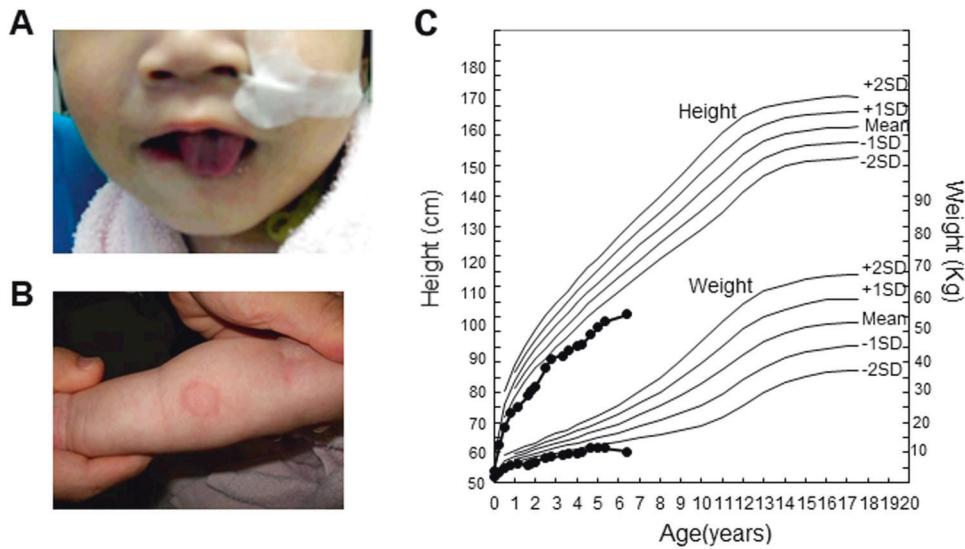 A
B
C
Height (cm)
180
170
160
150
140
130
120
110
100
90
80
70
60
50
Height
+2SD
+1SD
Mean
-1SD
-2SD
Weight
+2SD
+1SD
Mean
-1SD
-2SD
90
80
70
60
50
40
30
20
10
Weight (Kg)
0 1 2 3 4 5 6 7 8 9 10 11 12 13 14 15 16 17 18 19 20
Age(years)